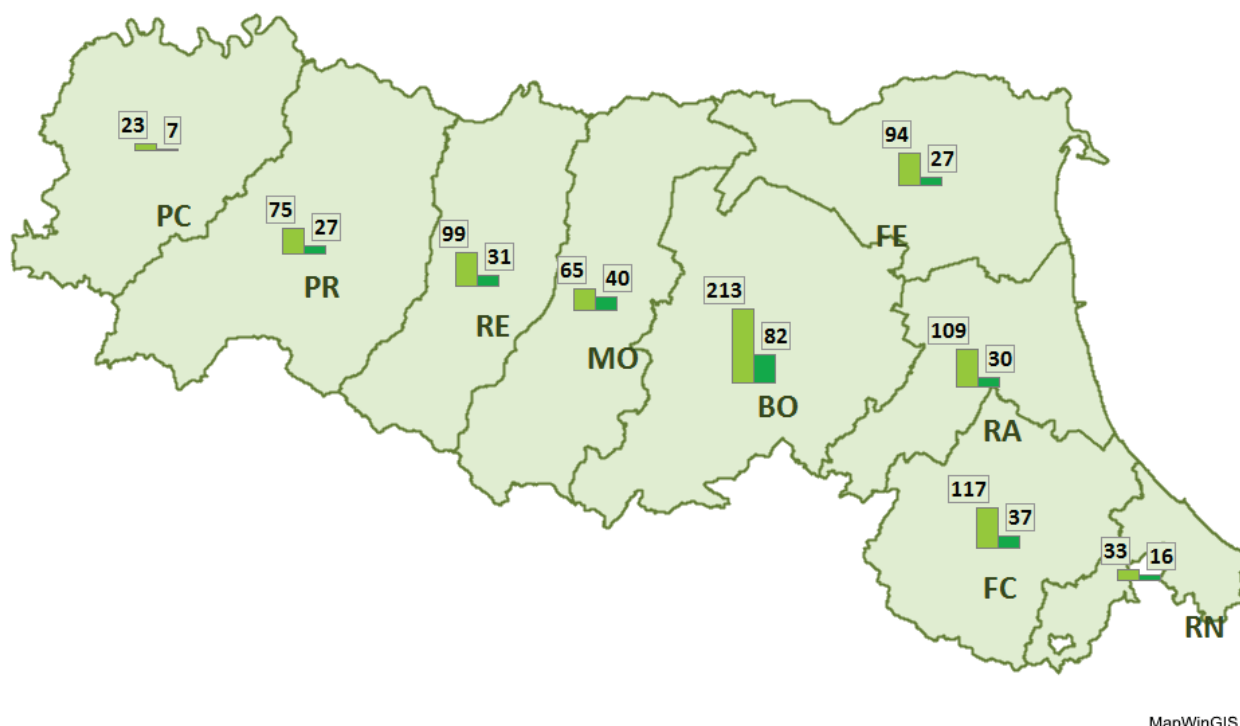 23 7
PC
75 27
PR
99 31
RE
65 40
MO
213 82
BO
94 27
FE
109 30
RA
117 37
FC
33 16
RN
MapWinGIS